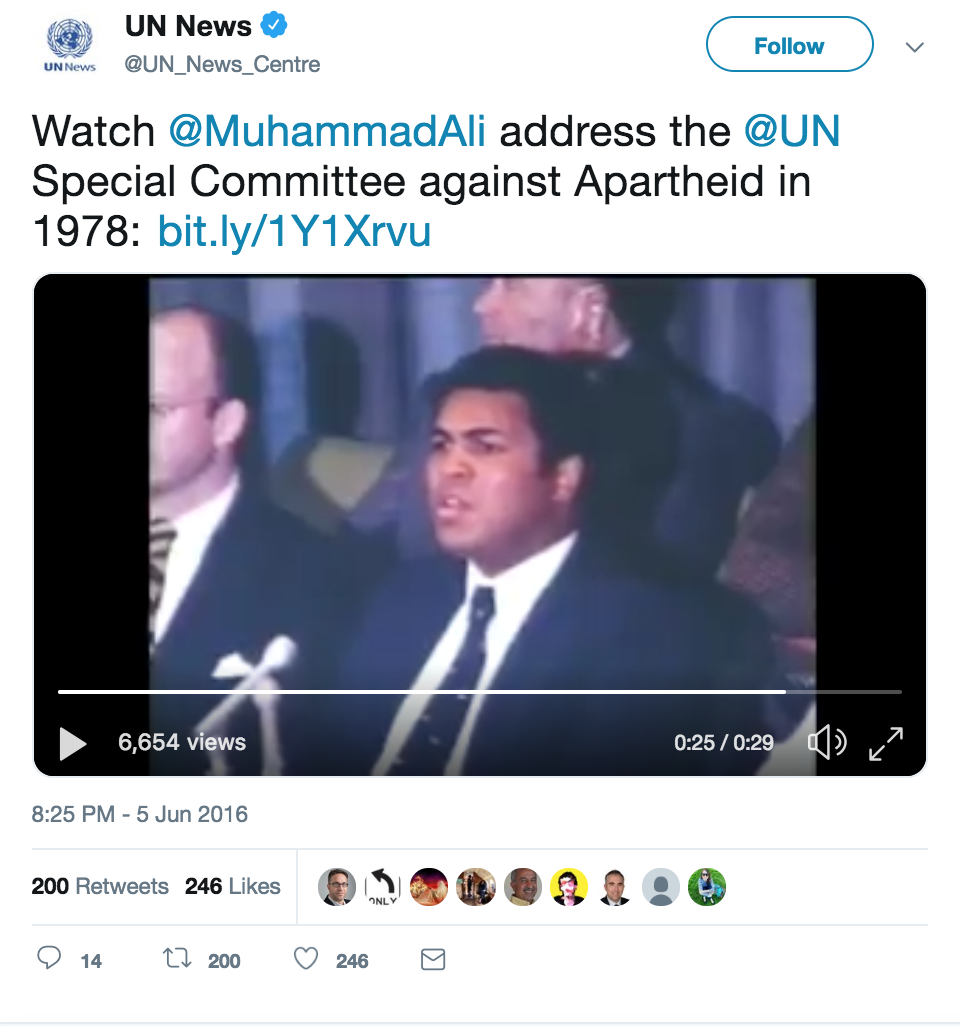 UN News
UN News
@UN_News_Centre
Follow
Watch @MuhammadAli address the @UN
Special Committee against Apartheid in
1978: bit.ly/1Y1Xrvu
6,654 views
0:25 / 0:29
8:25 PM - 5 Jun 2016
200 Retweets 246 Likes
ONLY
14 200 246